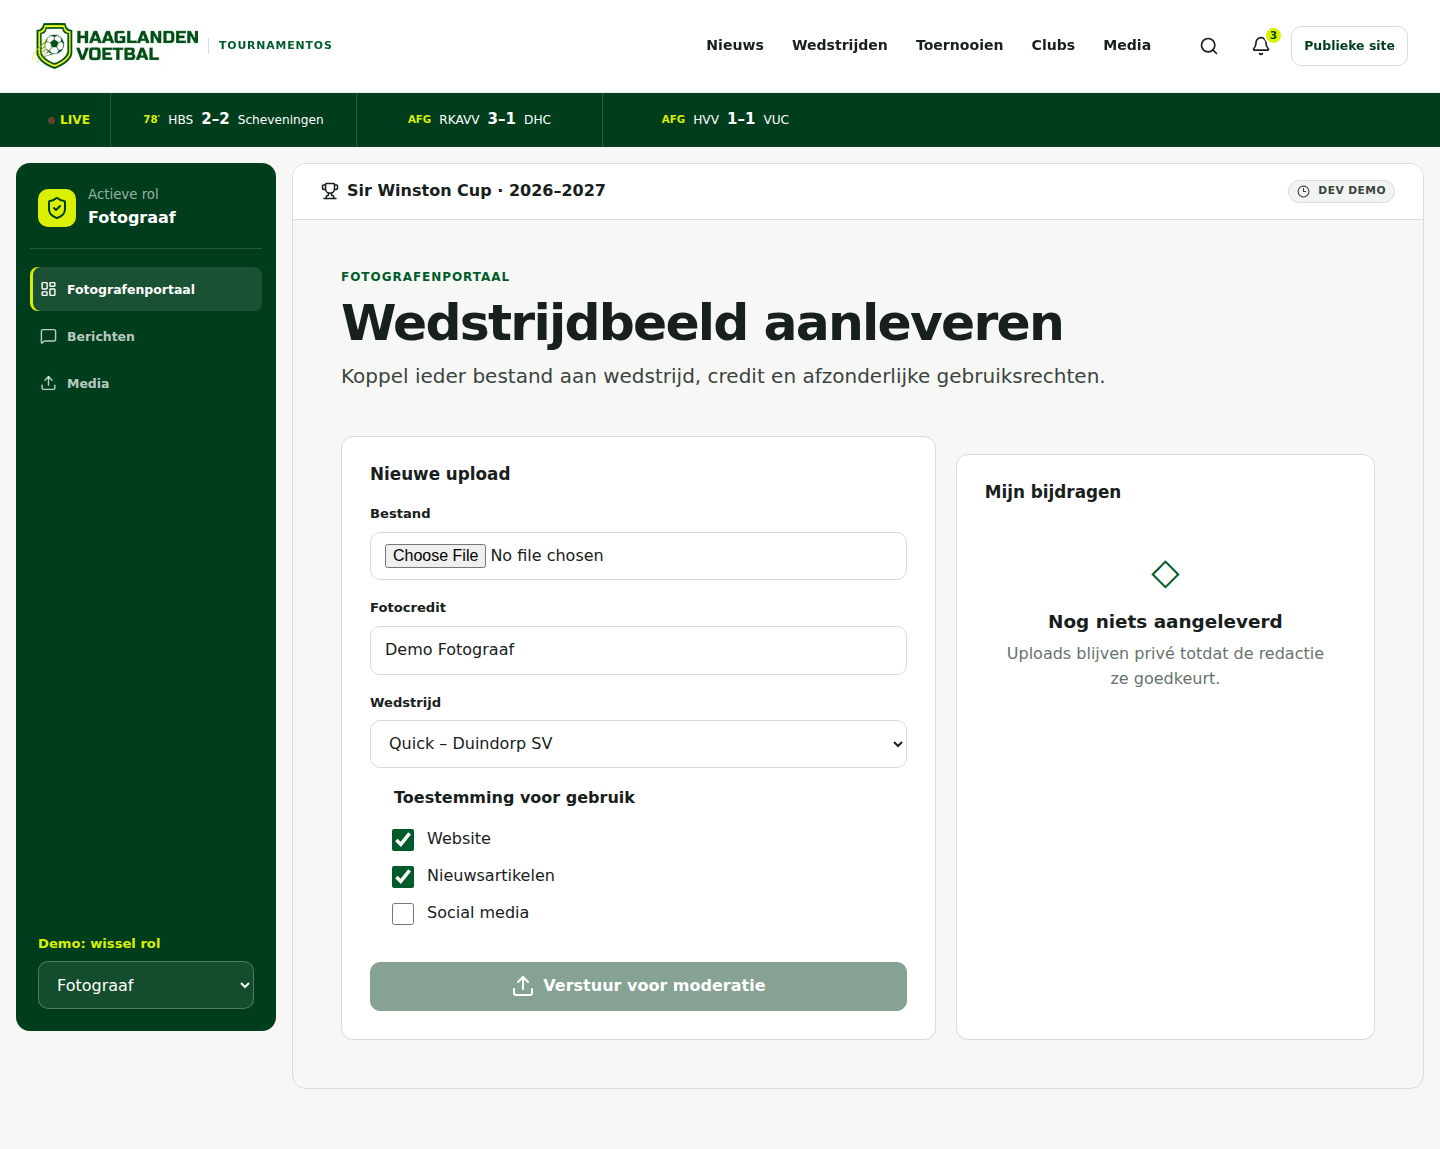 HAAGLANDEN
VOETBAL
TOURNAMENTOS
Nieuws
Wedstrijden
Toernooien
Clubs
Media
3
Publieke site
LIVE
78' HBS 2–2 Scheveningen
AFG RKAVV 3–1 DHC
AFG HVV 1–1 VUC
Actieve rol
Fotograaf
Fotografenportaal
Berichten
Media
Demo: wissel rol
Fotograaf
Sir Winston Cup · 2026–2027
DEV DEMO
FOTOGRAFENPORTAAL
Wedstrijdbeeld aanleveren
Koppel ieder bestand aan wedstrijd, credit en afzonderlijke gebruiksrechten.
Nieuwe upload
Bestand
Choose File No file chosen
Fotocredit
Demo Fotograaf
Wedstrijd
Quick – Duindorp SV
Toestemming voor gebruik
Website
Nieuwsartikelen
Social media
Verstuur voor moderatie
Mijn bijdragen
Nog niets aangeleverd
Uploads blijven privé totdat de redactie
ze goedkeurt.